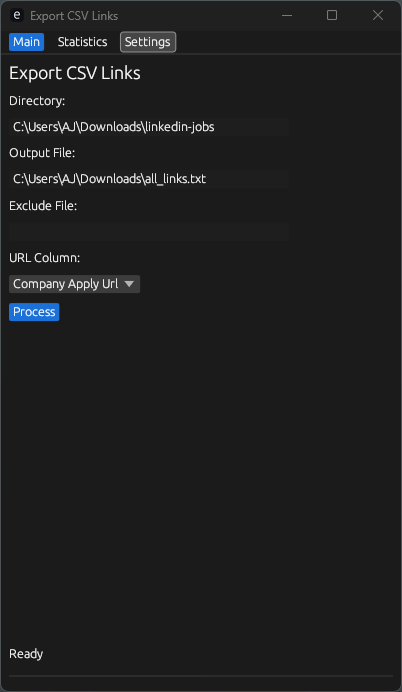 e Export CSV Links
Main Statistics Settings
Export CSV Links
Directory:
C:\Users\AJ\Downloads\linkedin-jobs
Output File:
C:\Users\AJ\Downloads\all_links.txt
Exclude File:
URL Column:
Company Apply Url
Process
Ready